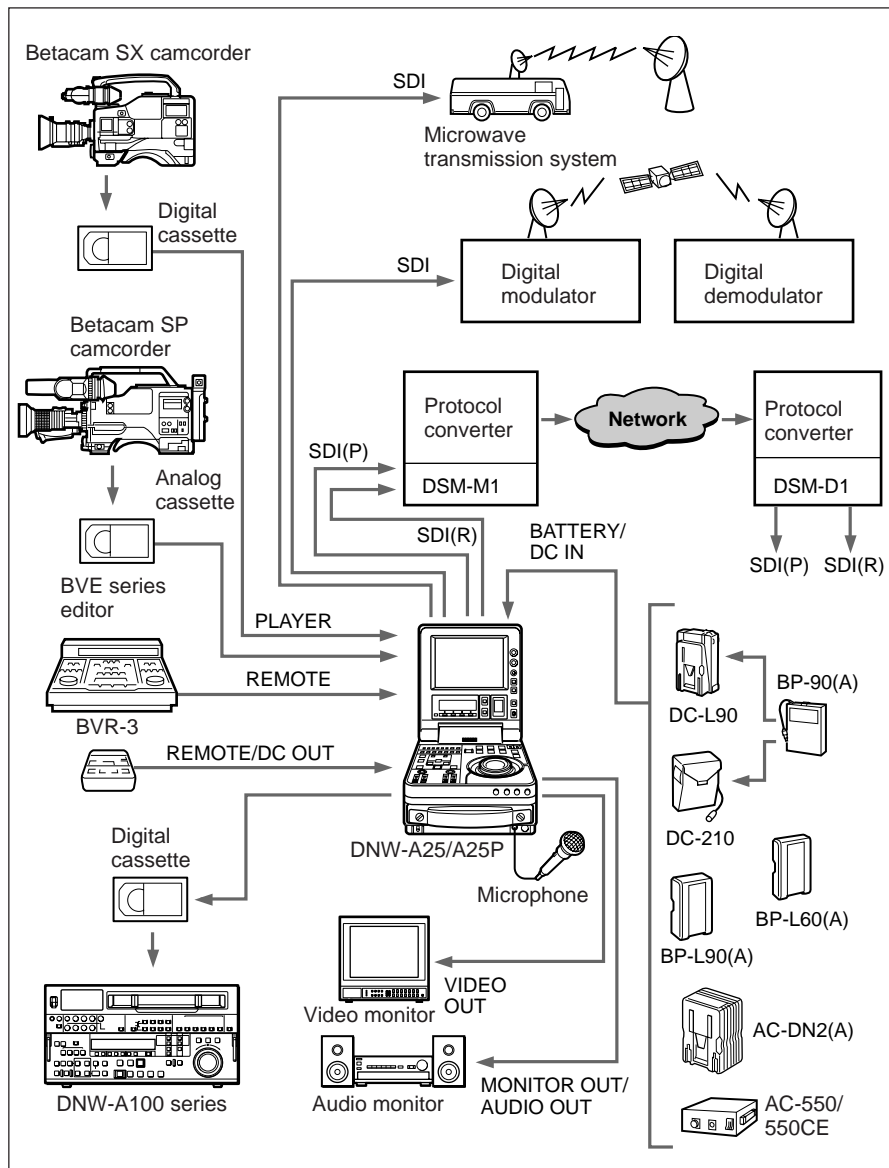 Betacam SX camcorder
SDI
Microwave
transmission system
Digital
cassette
SDI
Digital
modulator
Digital
demodulator
Betacam SP
camcorder
Protocol
converter
DSM-M1
Network
Protocol
converter
DSM-D1
SDI(P)
SDI(R)
SDI(P)
SDI(R)
Analog
cassette
BATTERY/
DC IN
BVE series
editor
PLAYER
REMOTE
BVR-3
REMOTE/DC OUT
DNW-A25/A25P
Microphone
DC-L90
BP-90(A)
DC-210
BP-L60(A)
BP-L90(A)
AC-DN2(A)
AC-550/
550CE
Digital
cassette
DNW-A100 series
Video monitor
VIDEO
OUT
Audio monitor
MONITOR OUT/
AUDIO OUT